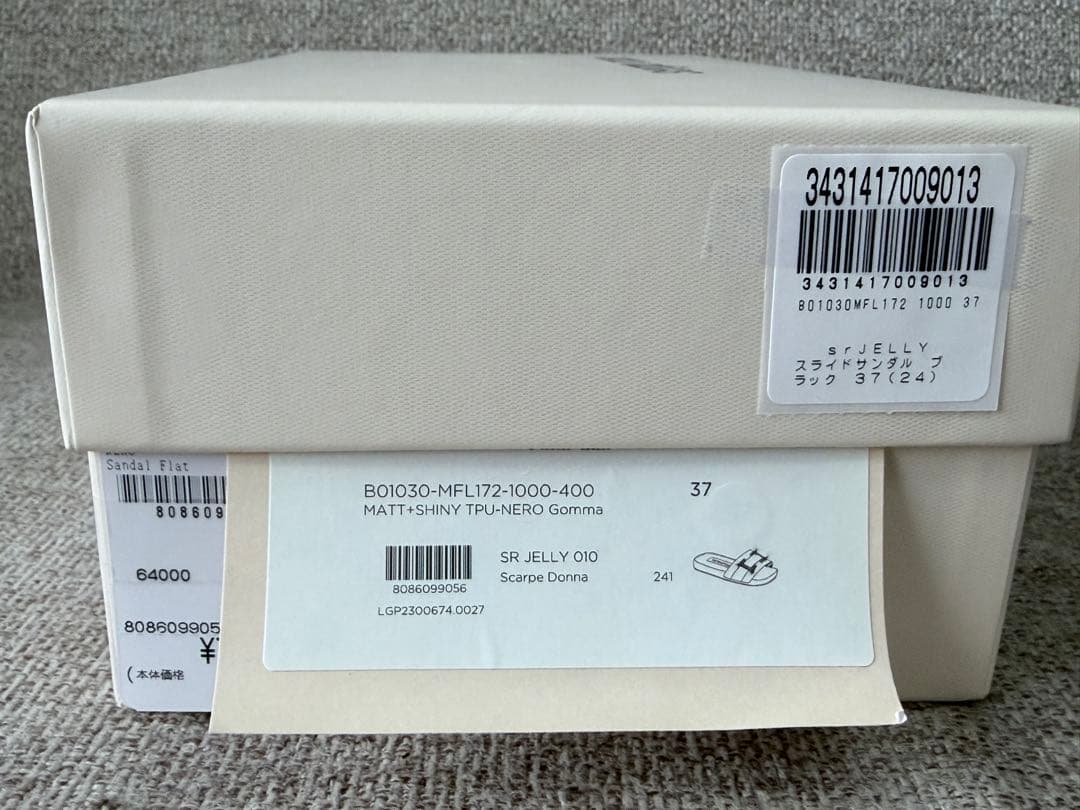 3431417009013
3431417009013
B01030MFL172 1000 37
srJELLY
スライドサンダル ブ
ラック 37(24)
Sandal Flat
808609
64000
808609905
¥
(本体価格
B01030-MFL172-1000-400 37
MATT+SHINY TPU-NERO Gomma
SR JELLY 010
Scarpe Donna 241
8086099056
LGP2300674.0027